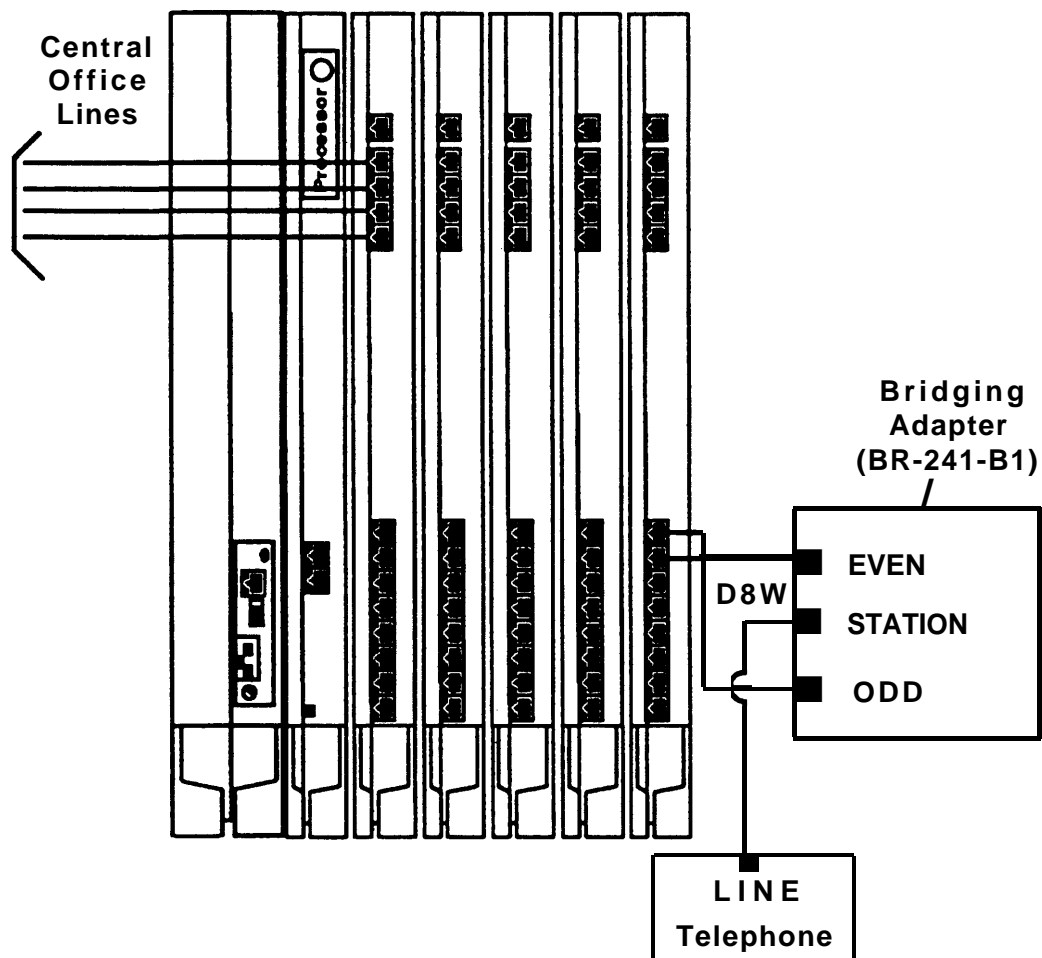 Central
Office
Lines
Processor
Bridging
Adapter
(BR-241-B1)
EVEN
D8W
STATION
ODD
LINE
Telephone